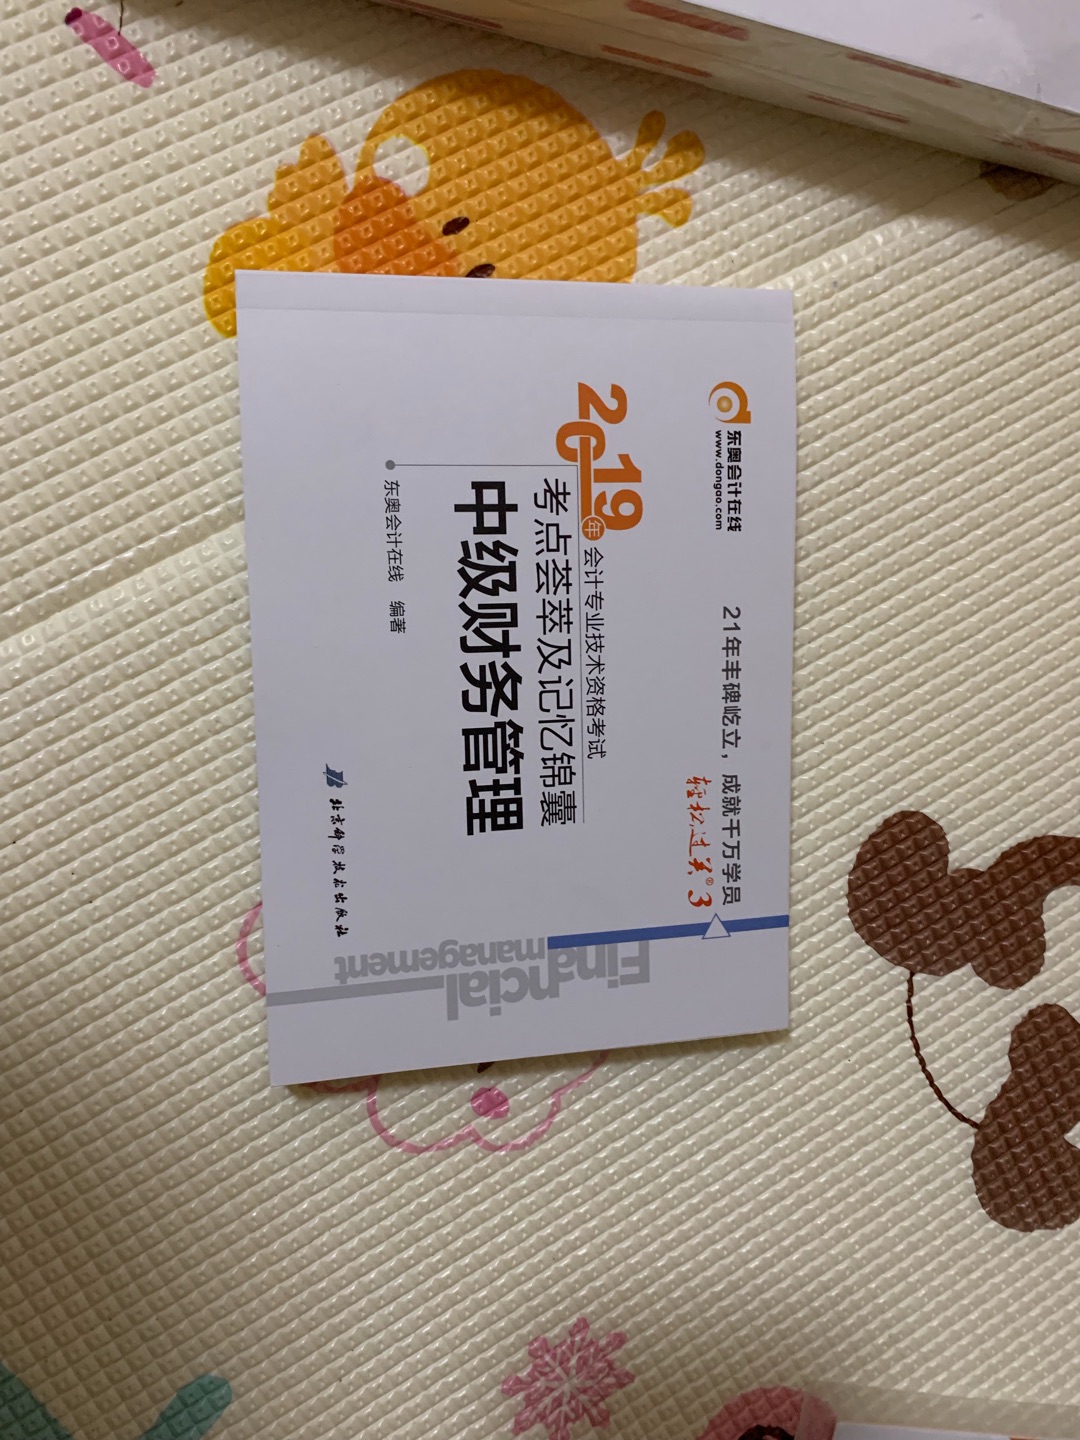 东奥会计在线
www.dongao.com
21年丰碑屹立，成就千万学员
轻松过关®3
2019年会计专业技术资格考试
考点荟萃及记忆锦囊
中级财务管理
东奥会计在线 编著
北京科学技术出版社
Financial
management